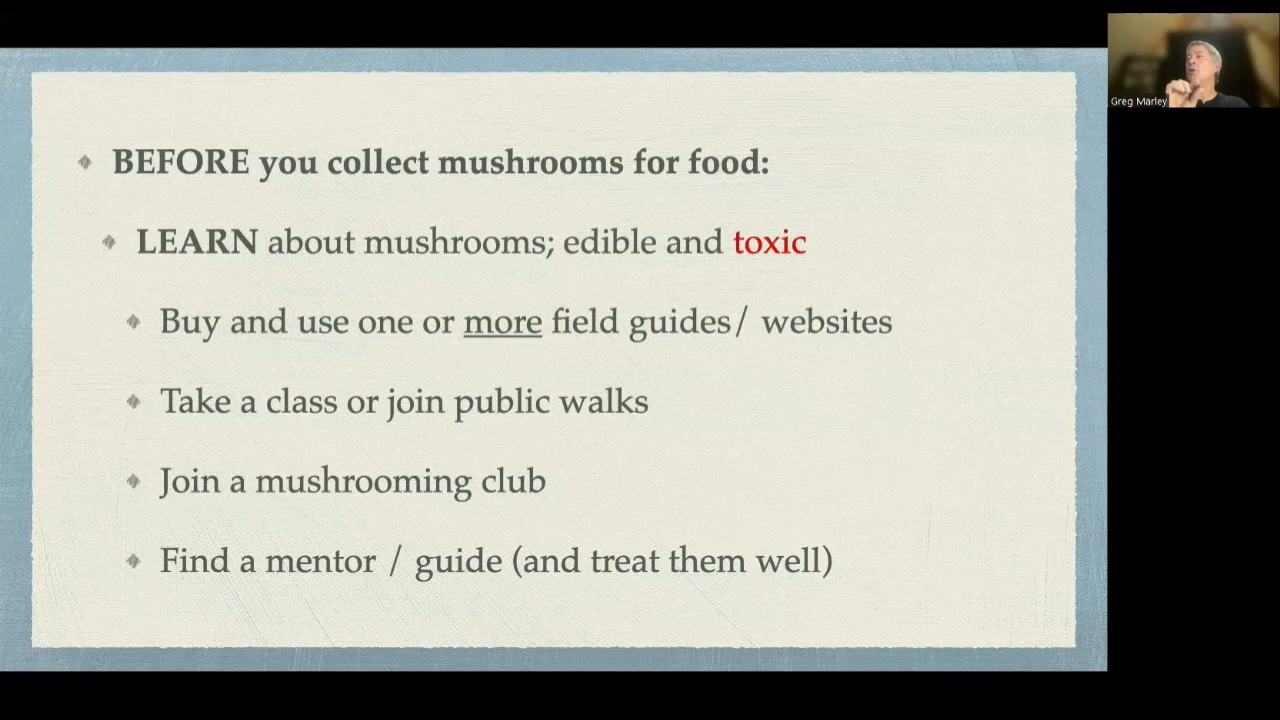 BEFORE you collect mushrooms for food:
LEARN about mushrooms; edible and toxic
Buy and use one or more field guides/ websites
Take a class or join public walks
Join a mushrooming club
Find a mentor / guide (and treat them well)
Greg Marley